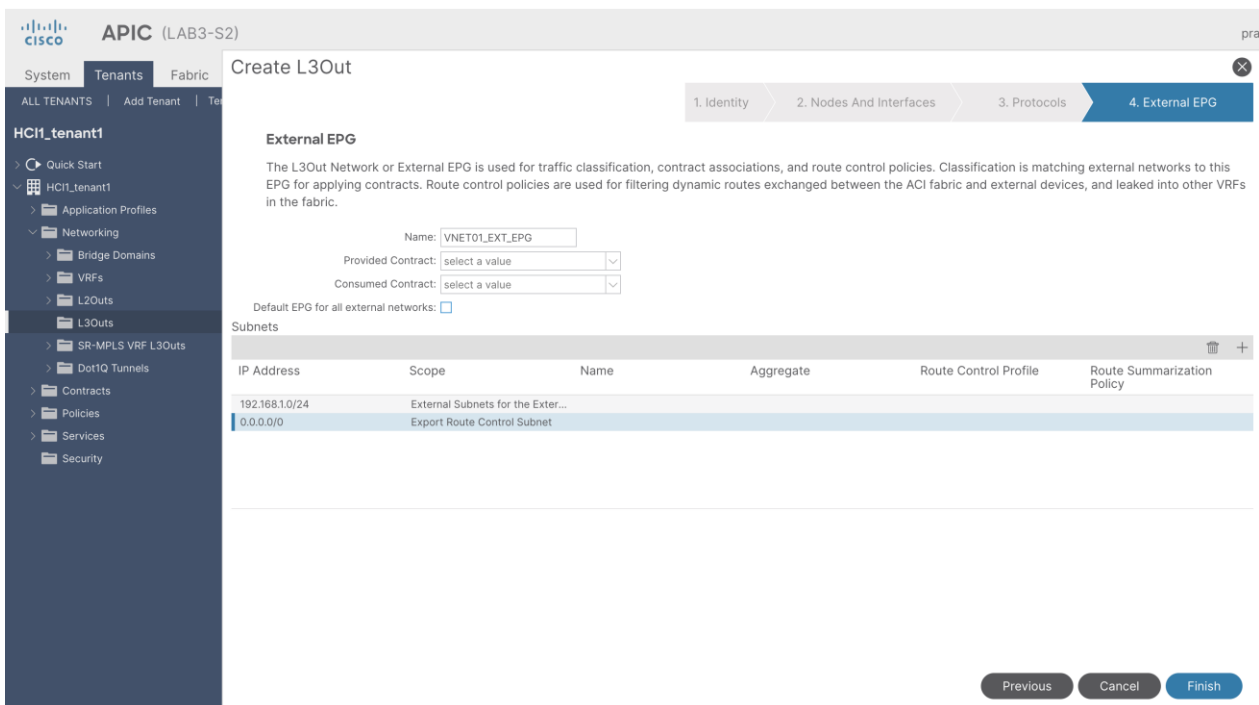 CISCO APIC (LAB3-S2) pra
System Tenants Fabric
ALL TENANTS | Add Tenant | Te
HCI1_tenant1
Quick Start
HCI1_tenant1
Application Profiles
Networking
Bridge Domains
VRFs
L2Outs
L3Outs
SR-MPLS VRF L3Outs
Dot1Q Tunnels
Contracts
Policies
Services
Security
Create L3Out
1. Identity 2. Nodes And Interfaces 3. Protocols 4. External EPG
External EPG
The L3Out Network or External EPG is used for traffic classification, contract associations, and route control policies. Classification is matching external networks to this
EPG for applying contracts. Route control policies are used for filtering dynamic routes exchanged between the ACI fabric and external devices, and leaked into other VRFs
in the fabric.
Name: VNET01_EXT_EPG
Provided Contract: select a value
Consumed Contract: select a value
Default EPG for all external networks:
Subnets
IP Address Scope Name Aggregate Route Control Profile Route Summarization
Policy
192.168.1.0/24 External Subnets for the Exter...
0.0.0.0/0 Export Route Control Subnet
Previous Cancel Finish